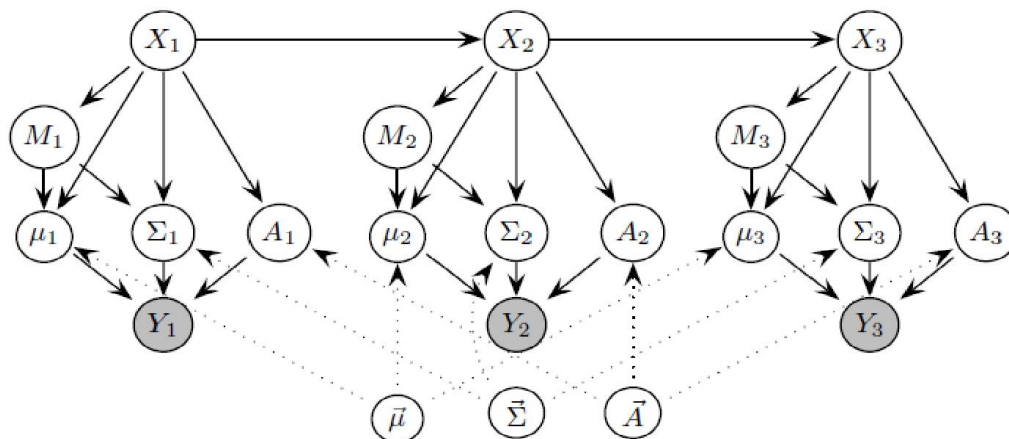 X₁ X₂ X₃
M₁ M₂ M₃
μ₁ Σ₁ A₁ μ₂ Σ₂ A₂ μ₃ Σ₃ A₃
Y₁ Y₂ Y₃
μ⃗ Σ⃗ A⃗